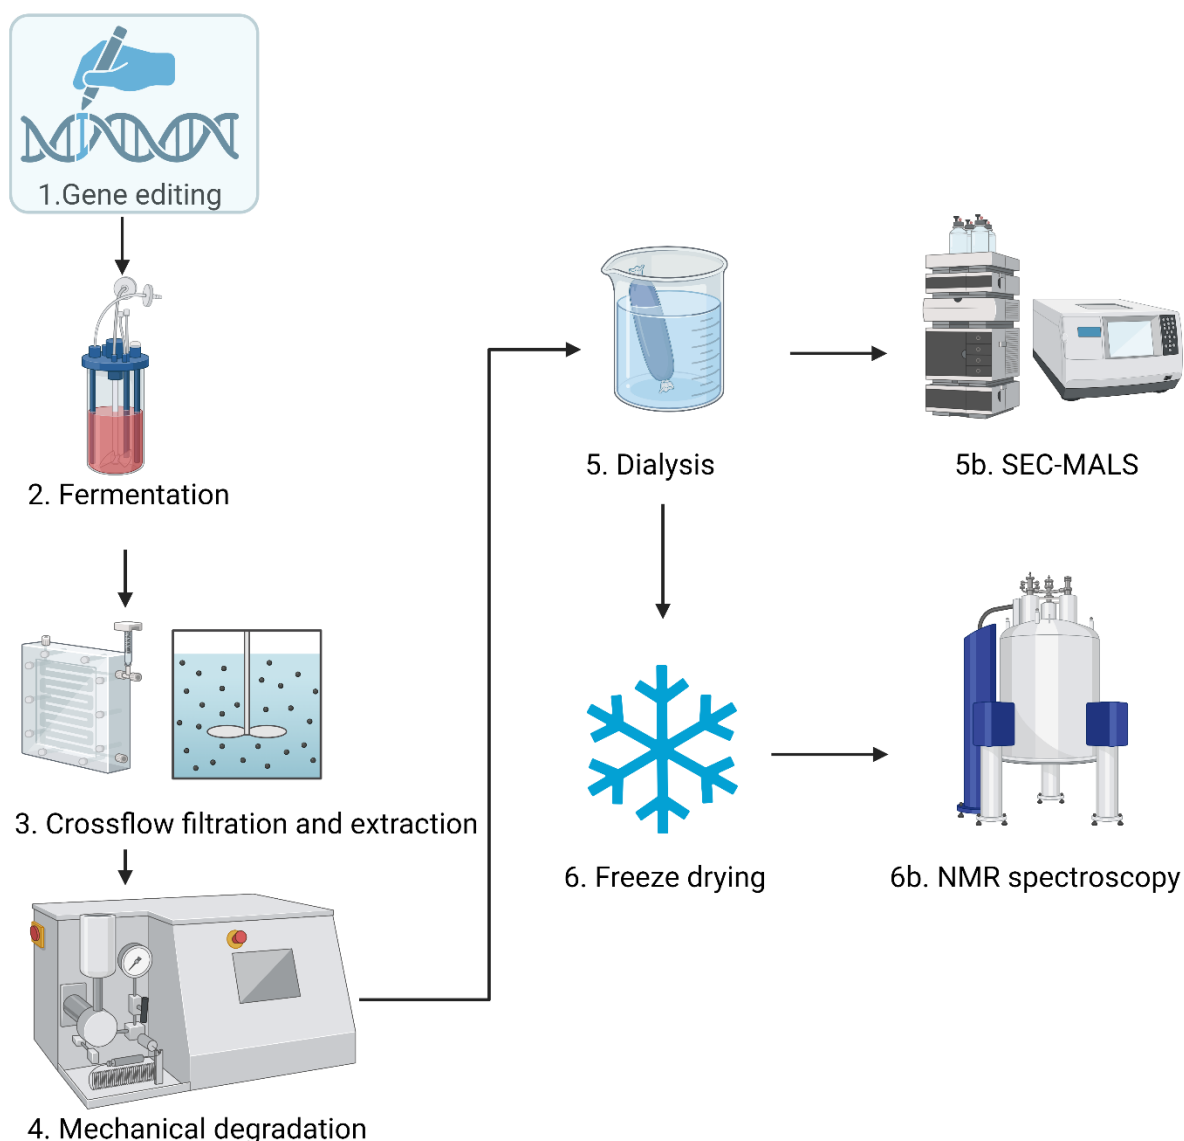 1.Gene editing
2. Fermentation
3. Crossflow filtration and extraction
4. Mechanical degradation
5. Dialysis
5b. SEC-MALS
6. Freeze drying
6b. NMR spectroscopy